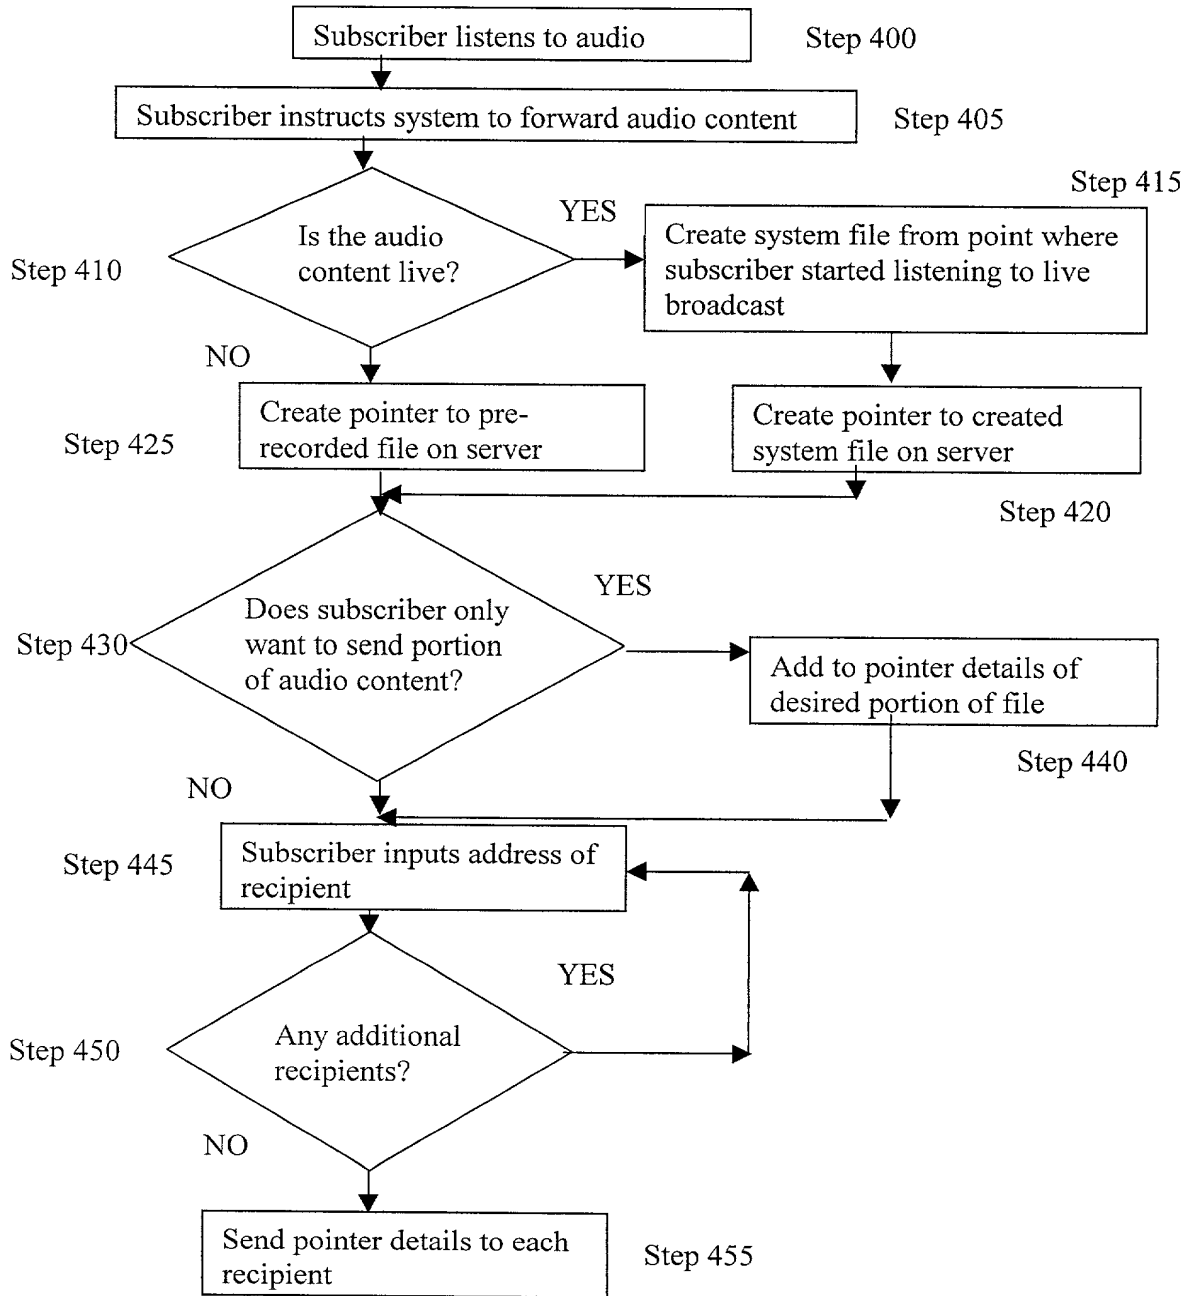 Subscriber listens to audio
Step 400
Subscriber instructs system to forward audio content
Step 405
Step 415
YES
Is the audio
content live?
Step 410
Create system file from point where
subscriber started listening to live
broadcast
NO
Create pointer to pre-
recorded file on server
Step 425
Create pointer to created
system file on server
Step 420
YES
Does subscriber only
want to send portion
of audio content?
Step 430
Add to pointer details of
desired portion of file
Step 440
NO
Step 445
Subscriber inputs address of
recipient
YES
Any additional
recipients?
Step 450
NO
Send pointer details to each
recipient
Step 455